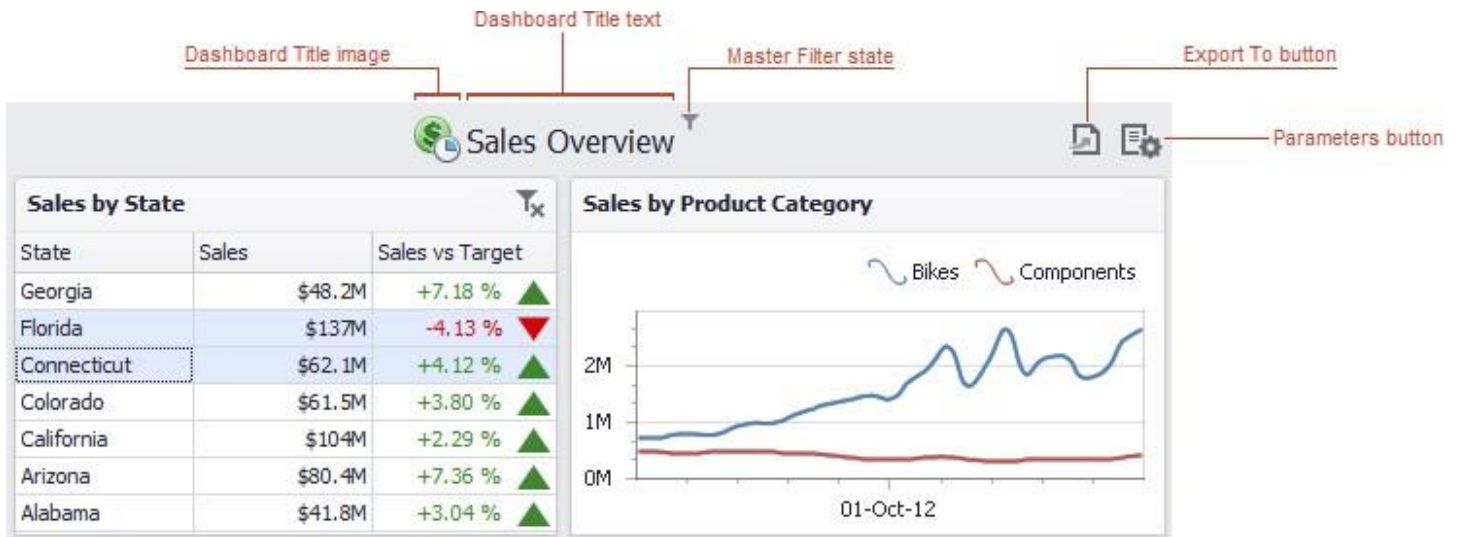 Dashboard Title text
Dashboard Title image
Master Filter state
Export To button
Sales Overview
Parameters button
Sales by State
State Sales Sales vs Target
Georgia $48.2M +7.18 %
Florida $137M -4.13 %
Connecticut $62.1M +4.12 %
Colorado $61.5M +3.80 %
California $104M +2.29 %
Arizona $80.4M +7.36 %
Alabama $41.8M +3.04 %
Sales by Product Category
Bikes Components
2M
1M
0M
01-Oct-12